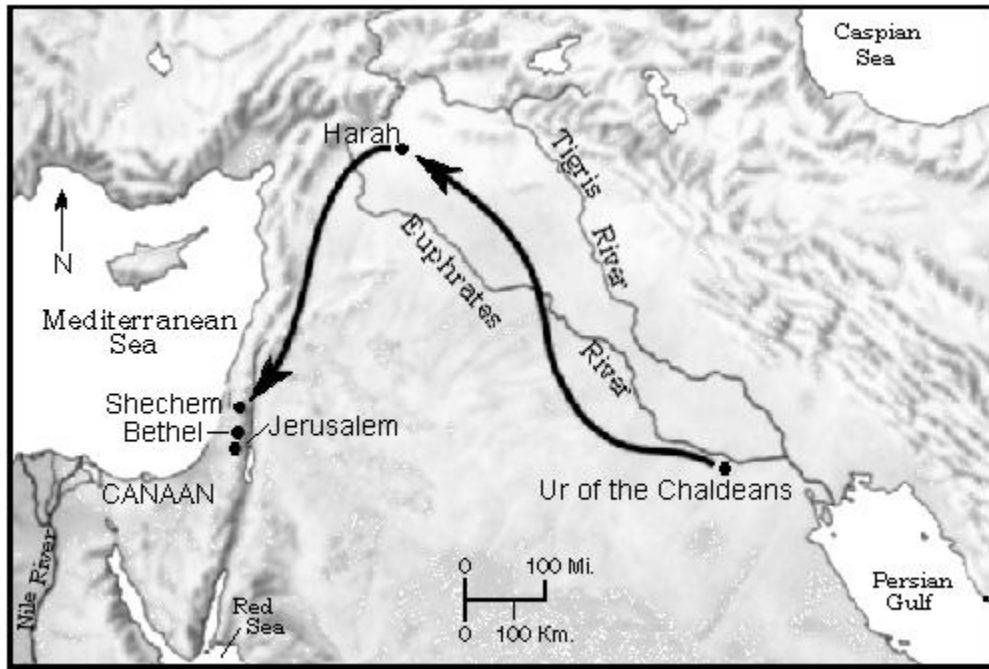 Caspian
Sea
Harah
Tigris
River
Euphrates
River
N
Mediterranean
Sea
Shechem
Bethel
Jerusalem
CANAAN
Ur of the Chaldeans
Nile River
Red
Sea
0 100 Mi.
0 100 Km.
Persian
Gulf